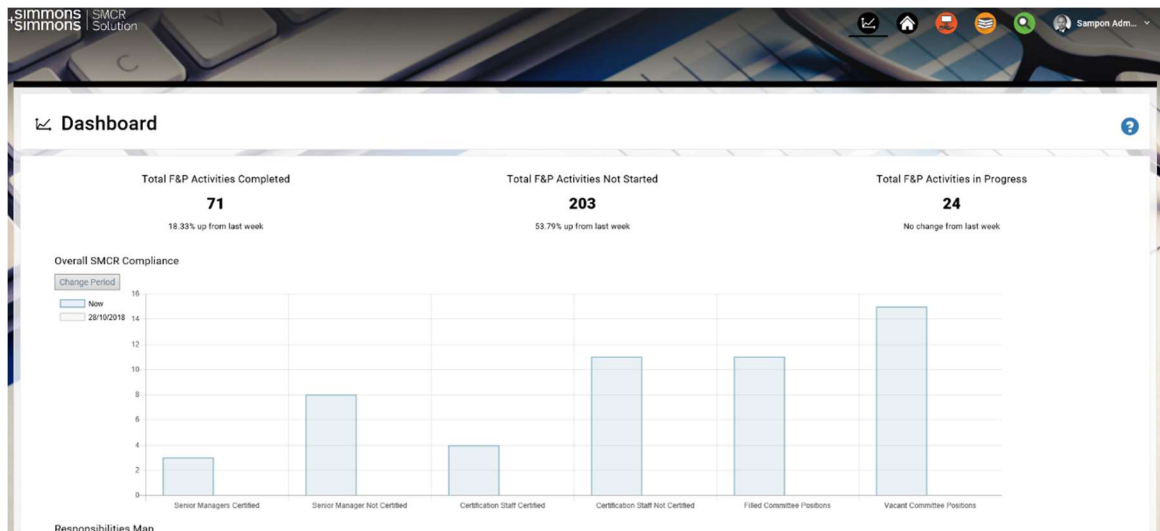 +simmons | SMCR
simmons | Solution
Sampon Adm...
Dashboard
?
Total F&P Activities Completed
71
18.33% up from last week
Total F&P Activities Not Started
203
53.79% up from last week
Total F&P Activities in Progress
24
No change from last week
Overall SMCR Compliance
Change Period
Now
28/10/2018
16
14
12
10
8
6
4
2
0
Senior Managers Certified
Senior Manager Not Certified
Certification Staff Certified
Certification Staff Not Certified
Filled Committee Positions
Vacant Committee Positions
Responsibilities Map
C